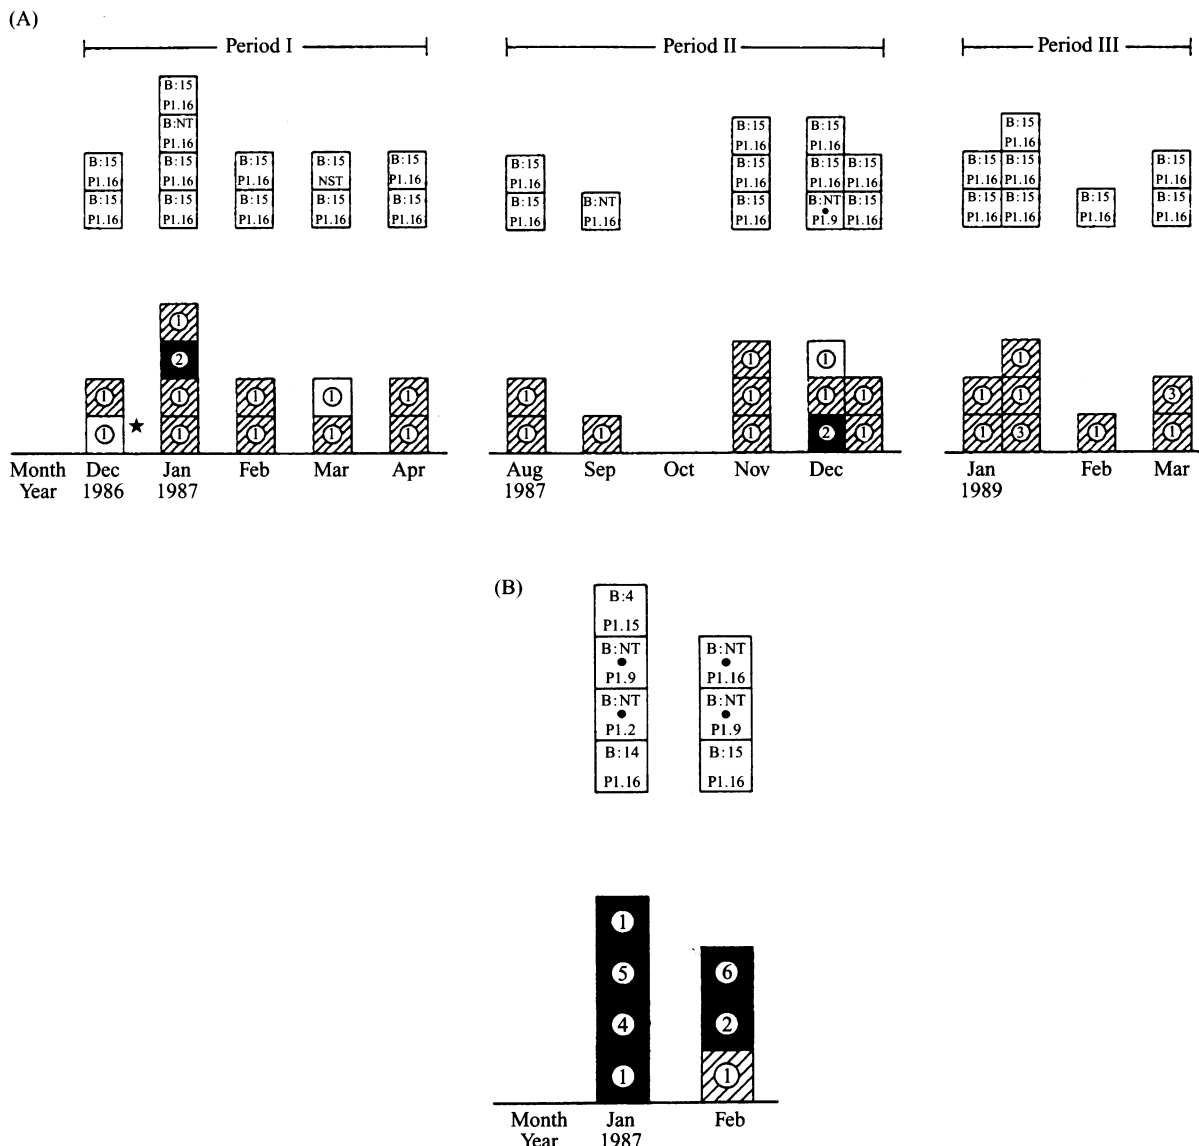 (A)
Period I Period II Period III
B:15
P1.16
B:NT
P1.16
B:15
P1.16
B:15
P1.16
B:15
P1.16
B:15
P1.16
B:15
P1.16
B:15
P1.16
B:15
NST
B:15
P1.16
B:15
P1.16
B:15
P1.16
B:15
P1.16
B:15
P1.16
B:NT
P1.16
B:15
P1.16
B:15
P1.16
B:15
P1.16
B:15
P1.16
B:15
P1.16
B:NT
P1.9
B:15
P1.16
B:15
P1.16
B:15
P1.16
B:15
P1.16
B:15
P1.16
B:15
P1.16
B:15
P1.16
B:15
P1.16
B:15
P1.16
B:15
P1.16
1
2
1 1 1 1 1 1 1 1 1 1 1 1 1 3
1 1 1 1 1 1 1 1 2 1 1 3 1 1
1
1
Month Dec Jan Feb Mar Apr Aug Sep Oct Nov Dec Jan Feb Mar
Year 1986 1987 1987 1989
(B)
B:4
P1.15
B:NT
P1.9
B:NT
P1.2
B:14
P1.16
B:NT
P1.16
B:NT
P1.9
B:15
P1.16
1
5 6
4 2
1 1
Month Jan Feb
Year 1987